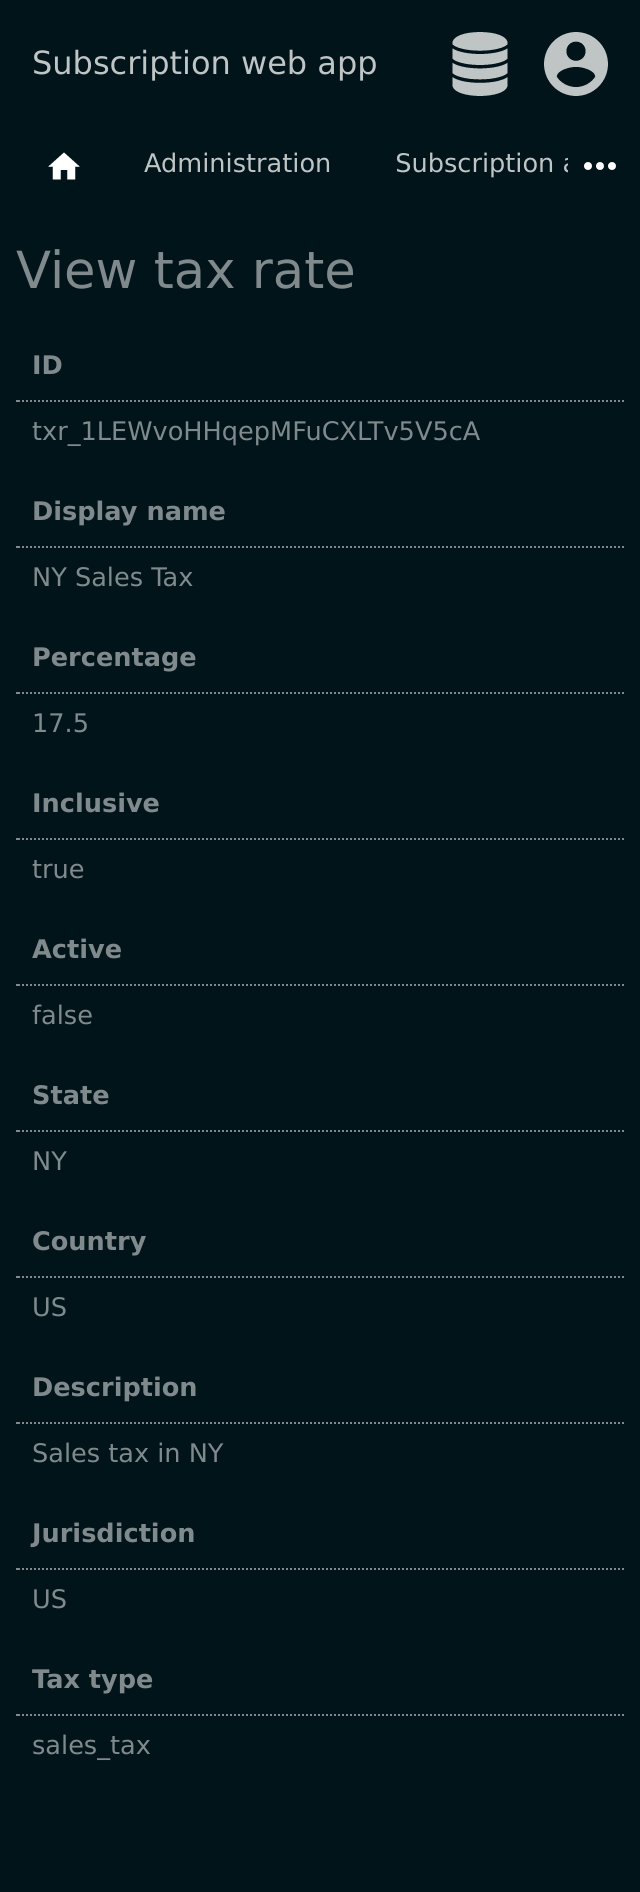 Subscription web app
Administration
Subscription
View tax rate
ID
txr_1LEWvoHHqepMFuCXLTv5V5cA
Display name
NY Sales Tax
Percentage
17.5
Inclusive
true
Active
false
State
NY
Country
US
Description
Sales tax in NY
Jurisdiction
US
Tax type
sales_tax